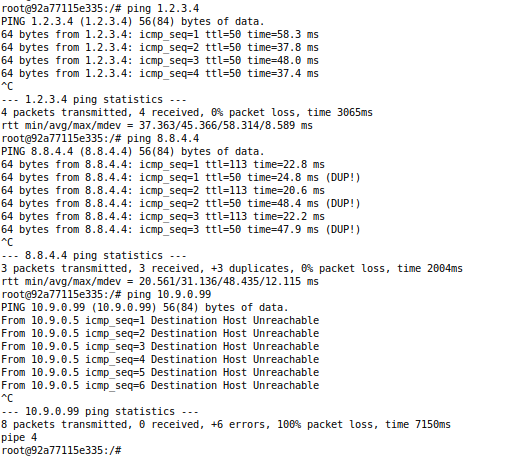 root@92a77115e335:/# ping 1.2.3.4
PING 1.2.3.4 (1.2.3.4) 56(84) bytes of data.
64 bytes from 1.2.3.4: icmp_seq=1 ttl=50 time=58.3 ms
64 bytes from 1.2.3.4: icmp_seq=2 ttl=50 time=37.8 ms
64 bytes from 1.2.3.4: icmp_seq=3 ttl=50 time=48.0 ms
64 bytes from 1.2.3.4: icmp_seq=4 ttl=50 time=37.4 ms
^C
--- 1.2.3.4 ping statistics ---
4 packets transmitted, 4 received, 0% packet loss, time 3065ms
rtt min/avg/max/mdev = 37.363/45.366/58.314/8.589 ms
root@92a77115e335:/# ping 8.8.4.4
PING 8.8.4.4 (8.8.4.4) 56(84) bytes of data.
64 bytes from 8.8.4.4: icmp_seq=1 ttl=113 time=22.8 ms
64 bytes from 8.8.4.4: icmp_seq=1 ttl=50 time=24.8 ms (DUP!)
64 bytes from 8.8.4.4: icmp_seq=2 ttl=113 time=20.6 ms
64 bytes from 8.8.4.4: icmp_seq=2 ttl=50 time=48.4 ms (DUP!)
64 bytes from 8.8.4.4: icmp_seq=3 ttl=113 time=22.2 ms
64 bytes from 8.8.4.4: icmp_seq=3 ttl=50 time=47.9 ms (DUP!)
^C
--- 8.8.4.4 ping statistics ---
3 packets transmitted, 3 received, +3 duplicates, 0% packet loss, time 2004ms
rtt min/avg/max/mdev = 20.561/31.136/48.435/12.115 ms
root@92a77115e335:/# ping 10.9.0.99
PING 10.9.0.99 (10.9.0.99) 56(84) bytes of data.
From 10.9.0.5 icmp_seq=1 Destination Host Unreachable
From 10.9.0.5 icmp_seq=2 Destination Host Unreachable
From 10.9.0.5 icmp_seq=3 Destination Host Unreachable
From 10.9.0.5 icmp_seq=4 Destination Host Unreachable
From 10.9.0.5 icmp_seq=5 Destination Host Unreachable
From 10.9.0.5 icmp_seq=6 Destination Host Unreachable
^C
--- 10.9.0.99 ping statistics ---
8 packets transmitted, 0 received, +6 errors, 100% packet loss, time 7150ms
pipe 4
root@92a77115e335:/#